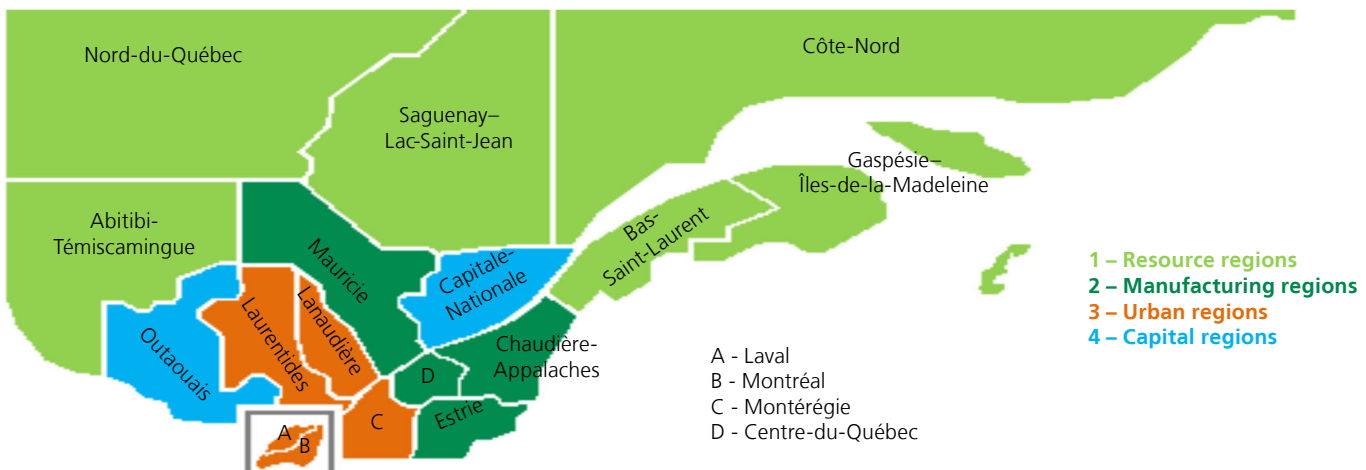 Nord-du-Québec
Côte-Nord
Saguenay–
Lac-Saint-Jean
Gaspésie–
Îles-de-la-Madeleine
Abitibi-
Témiscamingue
Bas-
Saint-Laurent
Mauricie
Capitale-
Nationale
Lanaudière
Laurentides
Outaouais
Chaudière-
Appalaches
D
Estrie
C
A
B
A - Laval
B - Montréal
C - Montérégie
D - Centre-du-Québec
1 – Resource regions
2 – Manufacturing regions
3 – Urban regions
4 – Capital regions